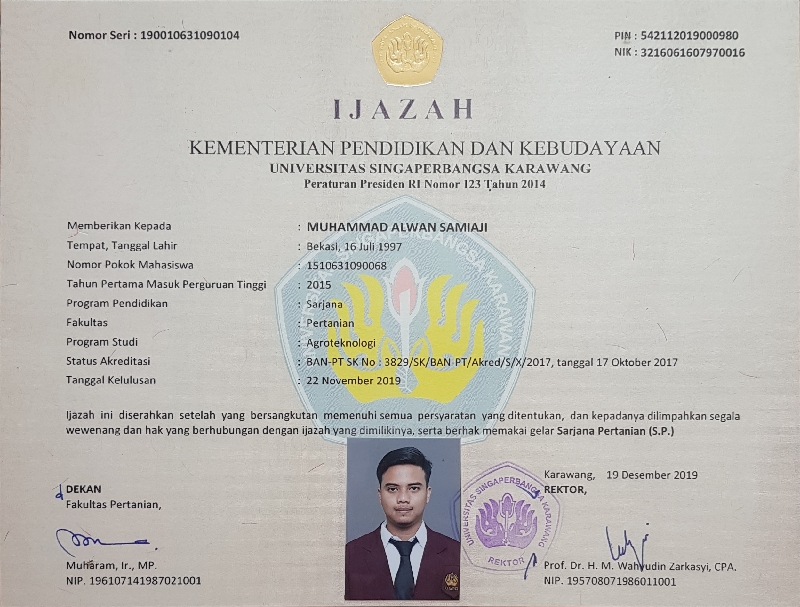 Nomor Seri : 190010631090104
PIN : 542112019000980
NIK : 3216061607970016
IJAZAH
KEMENTERIAN PENDIDIKAN DAN KEBUDAYAAN
UNIVERSITAS SINGAPERBANGSA KARAWANG
Peraturan Presiden RI Nomor 123 Tahun 2014
Memberikan Kepada : MUHAMMAD ALWAN SAMIAJI
Tempat, Tanggal Lahir : Bekasi, 16 Juli 1997
Nomor Pokok Mahasiswa : 1510631090068
Tahun Pertama Masuk Perguruan Tinggi : 2015
Program Pendidikan : Sarjana
Fakultas : Pertanian
Program Studi : Agroteknologi
Status Akreditasi : BAN-PT SK No : 3829/SK/BAN-PT/Akred/S/X/2017, tanggal 17 Oktober 2017
Tanggal Kelulusan : 22 November 2019
UNIVERSITAS SINGAPERBANGSA KARAWANG
Ijazah ini diserahkan setelah yang bersangkutan memenuhi semua persyaratan yang ditentukan, dan kepadanya dilimpahkan segala
wewenang dan hak yang berhubungan dengan ijazah yang dimilikinya, serta berhak memakai gelar Sarjana Pertanian (S.P.)
Karawang, 19 Desember 2019
DEKAN
Fakultas Pertanian,
REKTOR,
UNIVERSITAS SINGAPERBANGSA KARAWANG
REKTOR
Muharam, Ir., MP.
NIP. 196107141987021001
Prof. Dr. H. M. Wahyudin Zarkasyi, CPA.
NIP. 195708071986011001